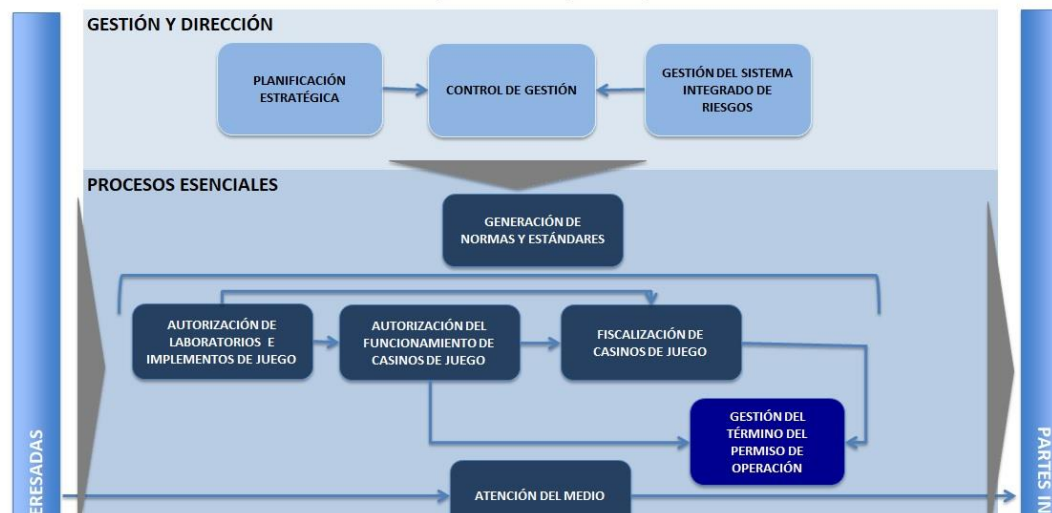 GESTIÓN Y DIRECCIÓN
PLANIFICACIÓN
ESTRATÉGICA
CONTROL DE GESTIÓN
GESTIÓN DEL SISTEMA
INTEGRADO DE
RIESGOS
PROCESOS ESENCIALES
GENERACIÓN DE
NORMAS Y ESTÁNDARES
AUTORIZACIÓN DE
LABORATORIOS E
IMPLEMENTOS DE JUEGO
AUTORIZACIÓN DEL
FUNCIONAMIENTO DE
CASINOS DE JUEGO
FISCALIZACIÓN DE
CASINOS DE JUEGO
GESTIÓN DEL
TÉRMINO DEL
PERMISO DE
OPERACIÓN
ATENCIÓN DEL MEDIO
ERESADAS
PARTES IN